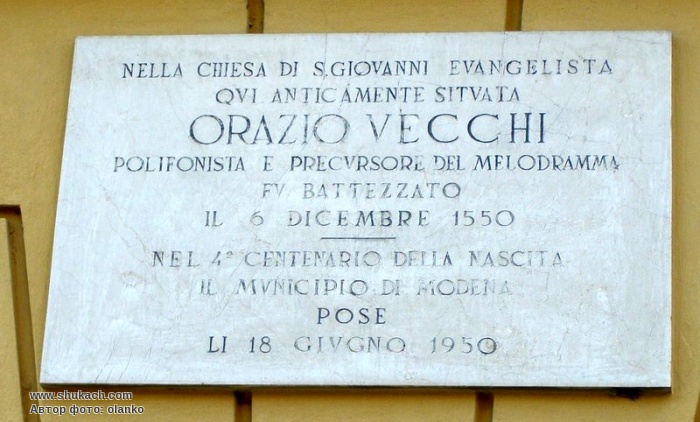 NELLA CHIESA DI S.GIOVANNI EVANGELISTA
QVI ANTICAMENTE SITVATA
ORAZIO VECCHI
POLIFONISTA E PRECVRSORE DEL MELODRAMMA
FV BATTEZZATO
IL 6 DICEMBRE 1550
NEL 4º CENTENARIO DELLA NASCITA
IL MVNICIPIO DI MODENA
POSE
LI 18 GIVGNO 1950
www.shukach.com
Автор фото: olanko